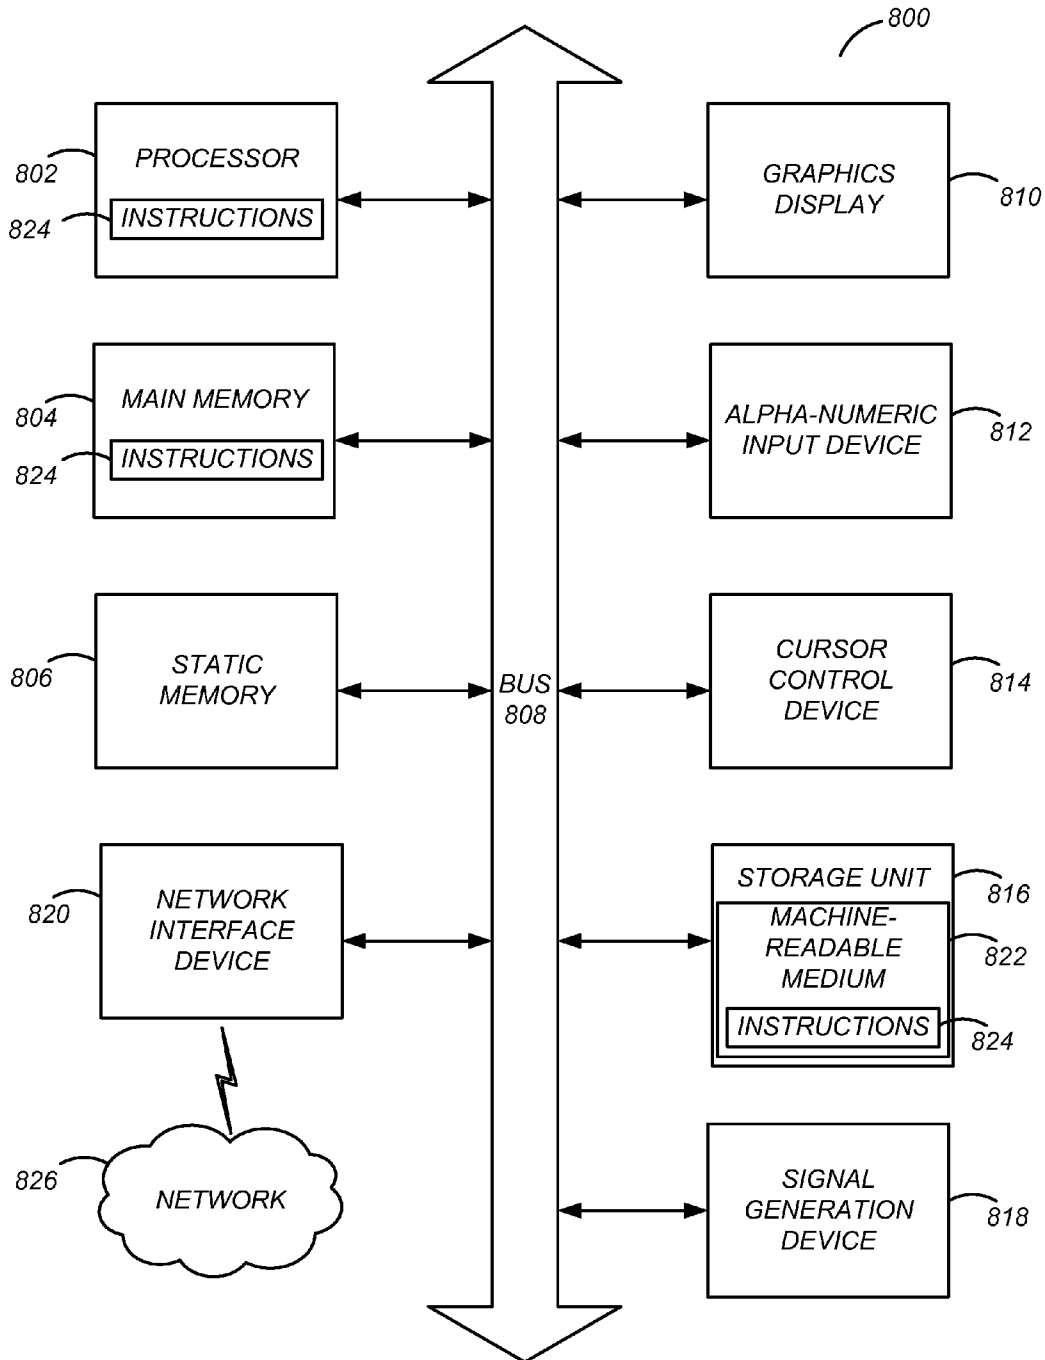 800
PROCESSOR
802
INSTRUCTIONS
824
GRAPHICS
DISPLAY
810
MAIN MEMORY
804
INSTRUCTIONS
824
ALPHA-NUMERIC
INPUT DEVICE
812
STATIC
MEMORY
806
BUS
808
CURSOR
CONTROL
DEVICE
814
NETWORK
INTERFACE
DEVICE
820
STORAGE UNIT
816
MACHINE-
READABLE
MEDIUM
822
INSTRUCTIONS
824
NETWORK
826
SIGNAL
GENERATION
DEVICE
818